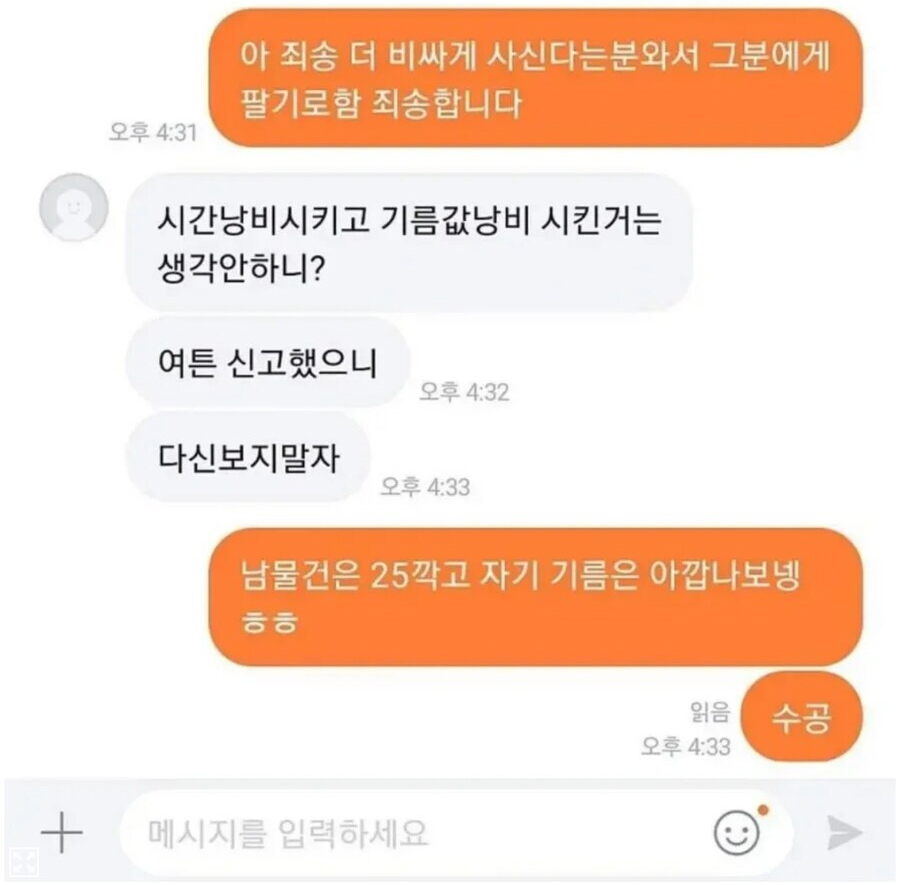 아 죄송 더 비싸게 사신다는분와서 그분에게
팔기로함 죄송합니다
오후 4:31
시간낭비시키고 기름값낭비 시킨거는
생각안하니?
여튼 신고했으니
오후 4:32
다신보지말자
오후 4:33
남물건은 25깍고 자기 기름은 아깝나보넹
ㅎㅎ
수공
읽음
오후 4:33
메시지를 입력하세요